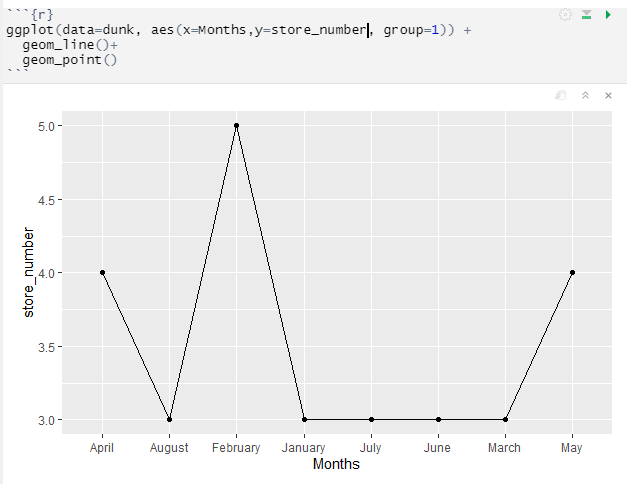 ```{r}
ggplot(data=dunk, aes(x=Months,y=store_number, group=1)) +
  geom_line()+
  geom_point()
```
5.0
4.5
4.0
3.5
3.0
store_number
April August February January July June March May
Months